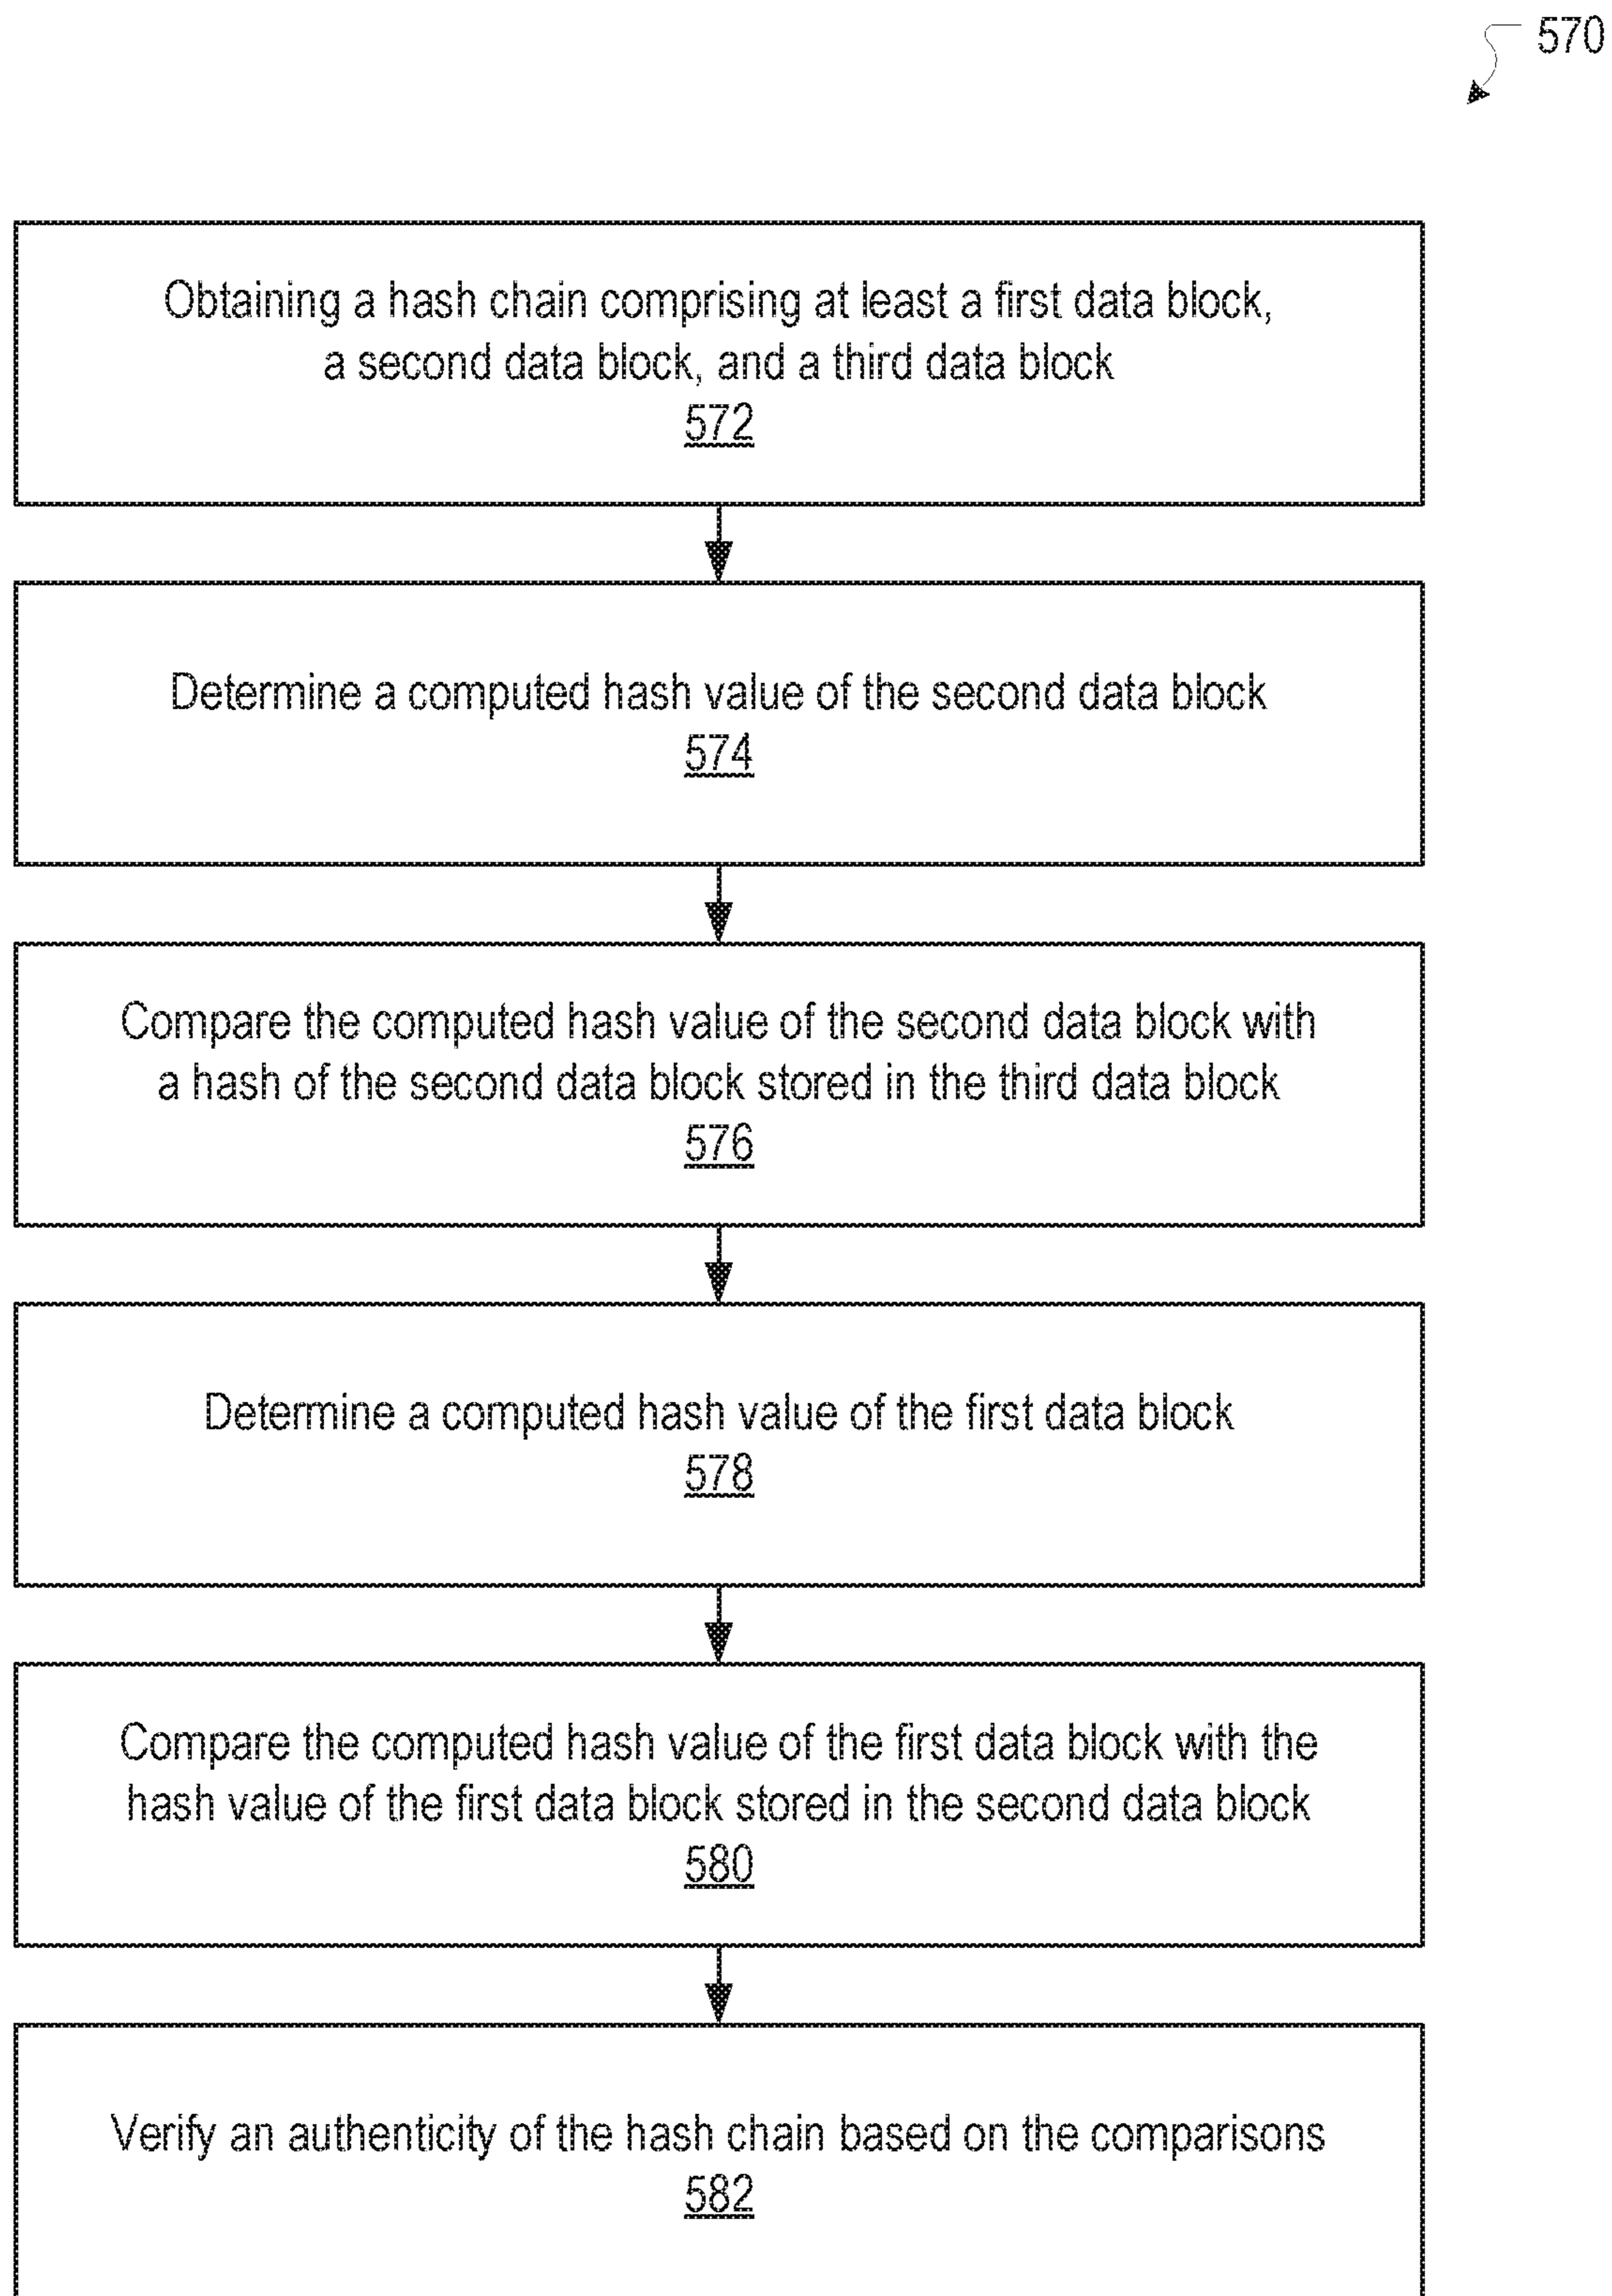 570
Obtaining a hash chain comprising at least a first data block,
a second data block, and a third data block
572
Determine a computed hash value of the second data block
574
Compare the computed hash value of the second data block with
a hash of the second data block stored in the third data block
576
Determine a computed hash value of the first data block
578
Compare the computed hash value of the first data block with the
hash value of the first data block stored in the second data block
580
Verify an authenticity of the hash chain based on the comparisons
582